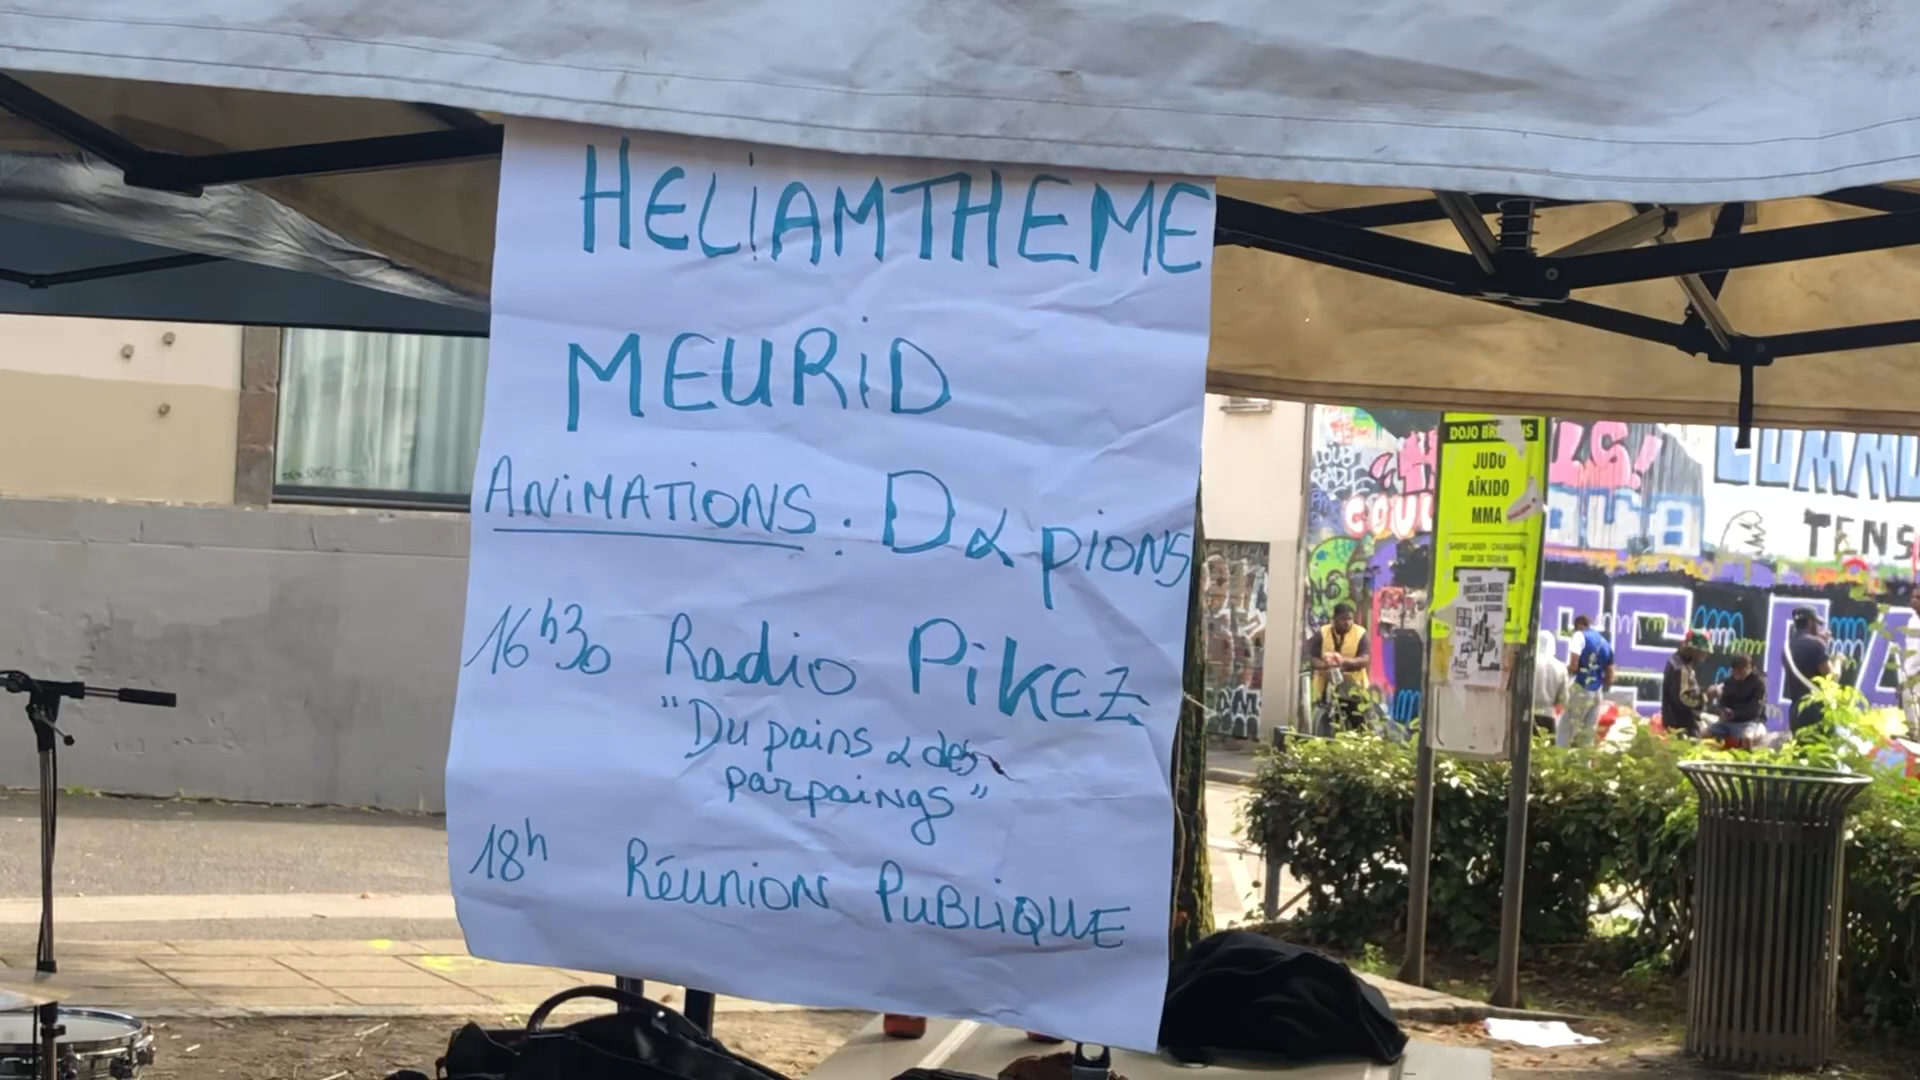 HELIAMTHEME
MEURiD
ANiMATiONS : D & piONS
16h30 Radio PiKEZ
"Du pains & des
parpaings"
18h Réunion PUBLiQUE
DOJO
JUDO
AÏKIDO
MMA
COMMU
TENS